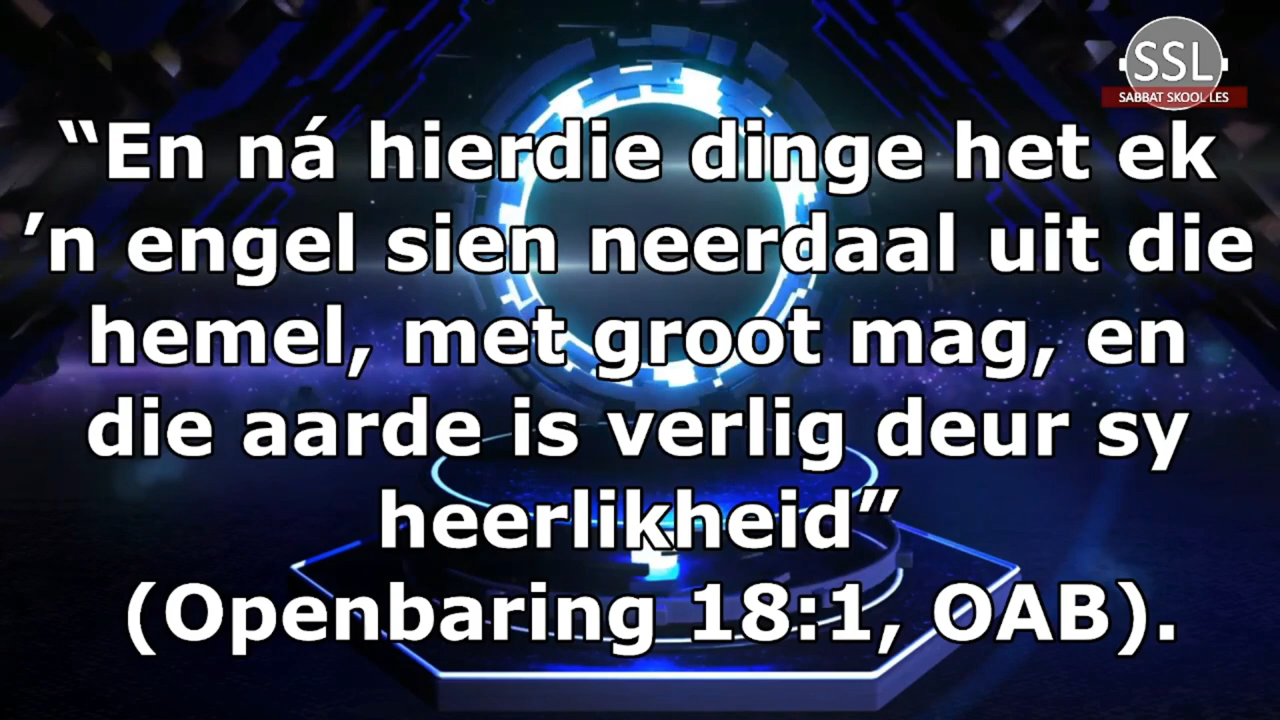 SSL
SABBAT SKOOL LES
“En ná hierdie dinge het ek
’n engel sien neerdaal uit die
hemel, met groot mag, en
die aarde is verlig deur sy
heerlikheid”
(Openbaring 18:1, OAB).